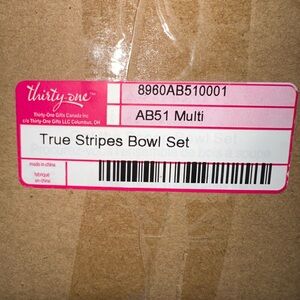 thirty-one™
Thirty-One Gifts Canada Inc
c/o Thirty-One Gifts LLC Columbus, OH
8960AB510001
AB51 Multi
True Stripes Bowl Set
made in china
fabriqué
en chine